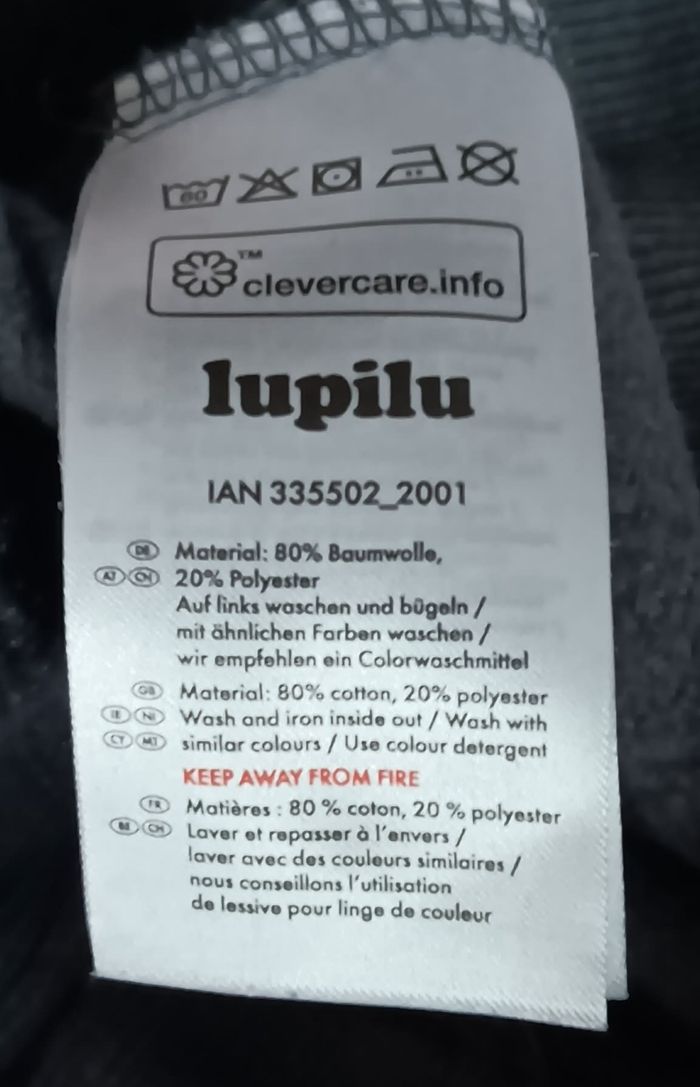 60
clevercare.info™
lupilu
IAN 335502_2001
DE Material: 80% Baumwolle,
AT CH 20% Polyester
Auf links waschen und bügeln /
mit ähnlichen Farben waschen /
wir empfehlen ein Colorwaschmittel
GB Material: 80% cotton, 20% polyester
IE NI Wash and iron inside out / Wash with
CY MT similar colours / Use colour detergent
KEEP AWAY FROM FIRE
FR Matières : 80 % coton, 20 % polyester
BE CH Laver et repasser à l'envers /
laver avec des couleurs similaires /
nous conseillons l'utilisation
de lessive pour linge de couleur